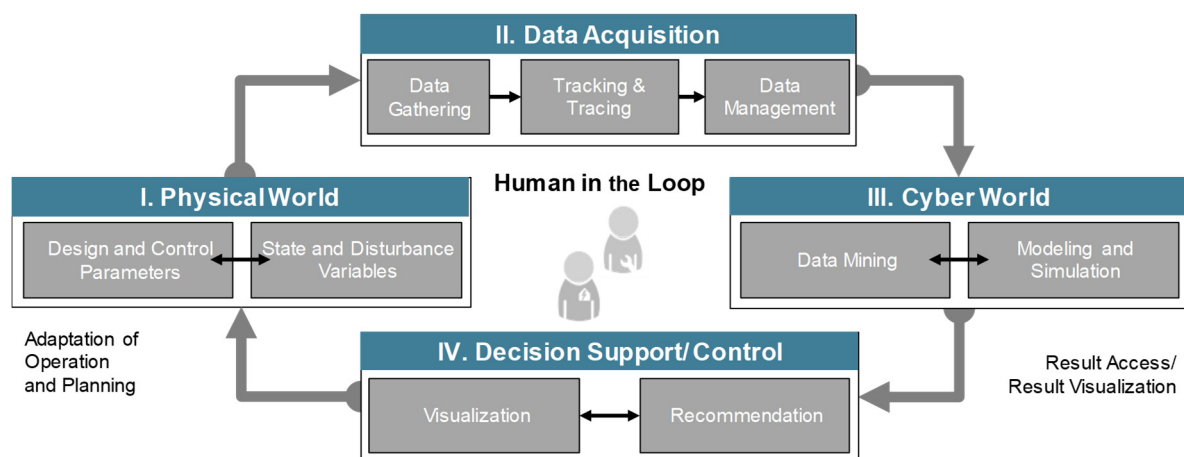 II. Data Acquisition
Data
Gathering
Tracking &
Tracing
Data
Management
I. Physical World
Design and Control
Parameters
State and Disturbance
Variables
Human in the Loop
III. Cyber World
Data Mining
Modeling and
Simulation
Adaptation of
Operation
and Planning
IV. Decision Support/ Control
Visualization
Recommendation
Result Access/
Result Visualization